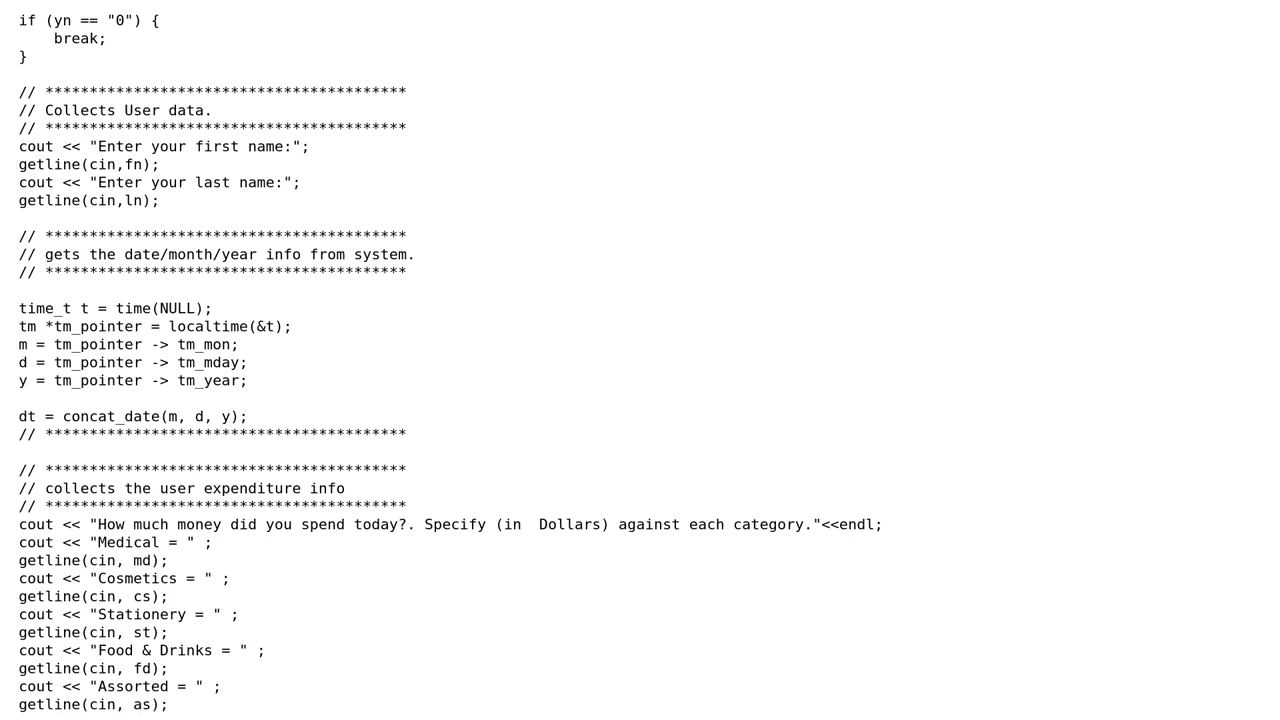 if (yn == "0") {
    break;
}

// *****************************************
// Collects User data.
// *****************************************
cout << "Enter your first name:";
getline(cin,fn);
cout << "Enter your last name:";
getline(cin,ln);

// *****************************************
// gets the date/month/year info from system.
// *****************************************

time_t t = time(NULL);
tm *tm_pointer = localtime(&t);
m = tm_pointer -> tm_mon;
d = tm_pointer -> tm_mday;
y = tm_pointer -> tm_year;

dt = concat_date(m, d, y);
// *****************************************

// *****************************************
// collects the user expenditure info
// *****************************************
cout << "How much money did you spend today?. Specify (in  Dollars) against each category."<<endl;
cout << "Medical = " ;
getline(cin, md);
cout << "Cosmetics = " ;
getline(cin, cs);
cout << "Stationery = " ;
getline(cin, st);
cout << "Food & Drinks = " ;
getline(cin, fd);
cout << "Assorted = " ;
getline(cin, as);